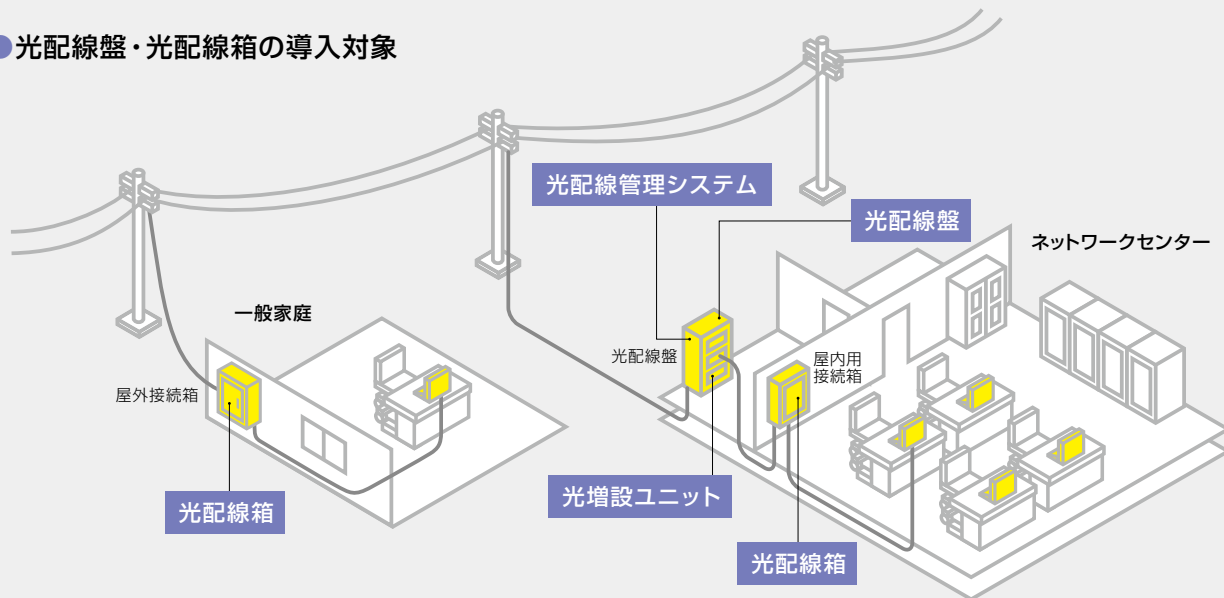 ●光配線盤・光配線箱の導入対象
光配線管理システム
光配線盤
ネットワークセンター
一般家庭
光配線盤
屋内用
接続箱
屋外接続箱
光増設ユニット
光配線箱
光配線箱